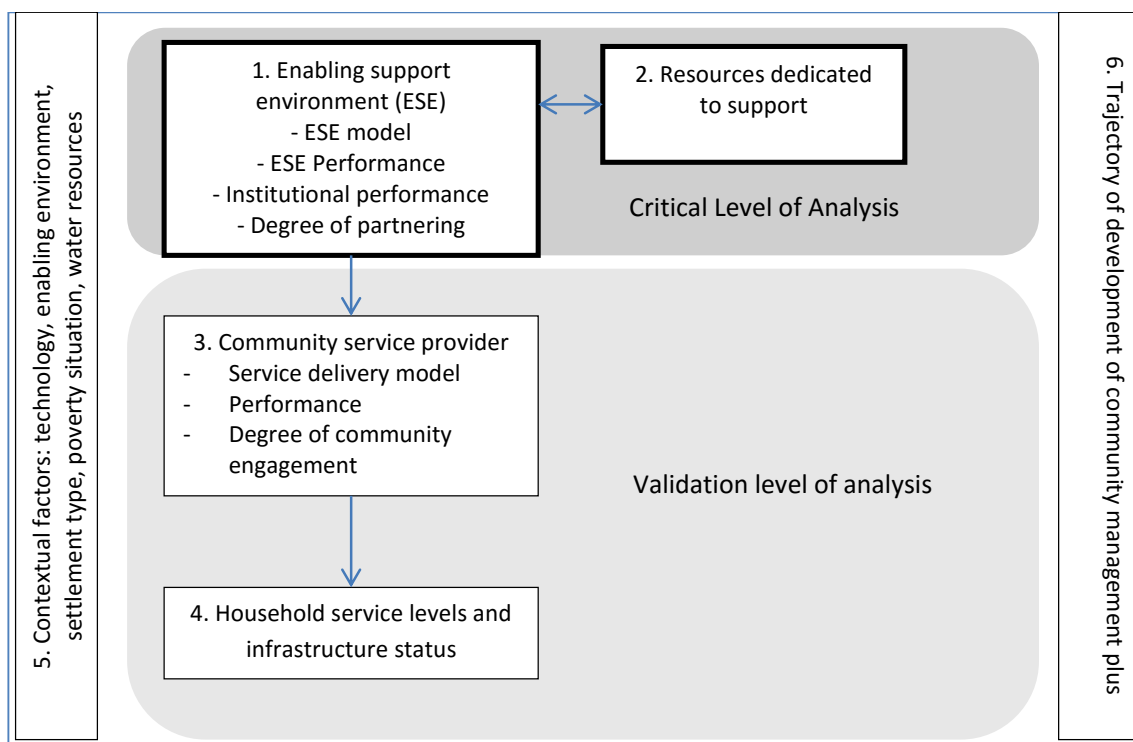 5. Contextual factors: technology, enabling environment,
settlement type, poverty situation, water resources
1. Enabling support
environment (ESE)
- ESE model
- ESE Performance
- Institutional performance
- Degree of partnering
2. Resources dedicated
to support
Critical Level of Analysis
3. Community service provider
- Service delivery model
- Performance
- Degree of community
engagement
Validation level of analysis
4. Household service levels and
infrastructure status
6. Trajectory of development of community management plus